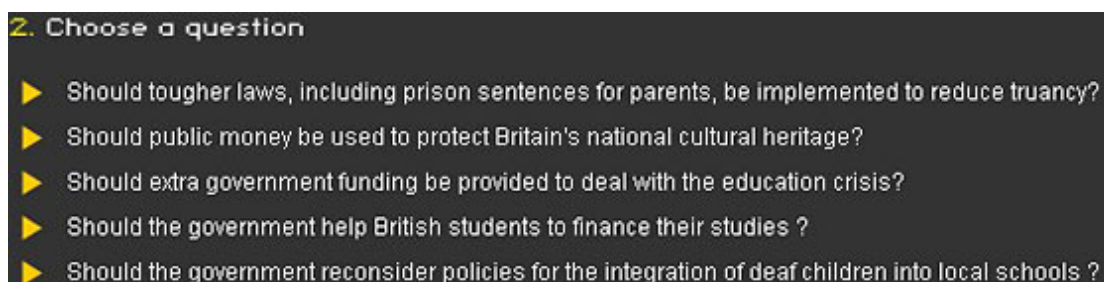 2. Choose a question
Should tougher laws, including prison sentences for parents, be implemented to reduce truancy?
Should public money be used to protect Britain's national cultural heritage?
Should extra government funding be provided to deal with the education crisis?
Should the government help British students to finance their studies ?
Should the government reconsider policies for the integration of deaf children into local schools ?